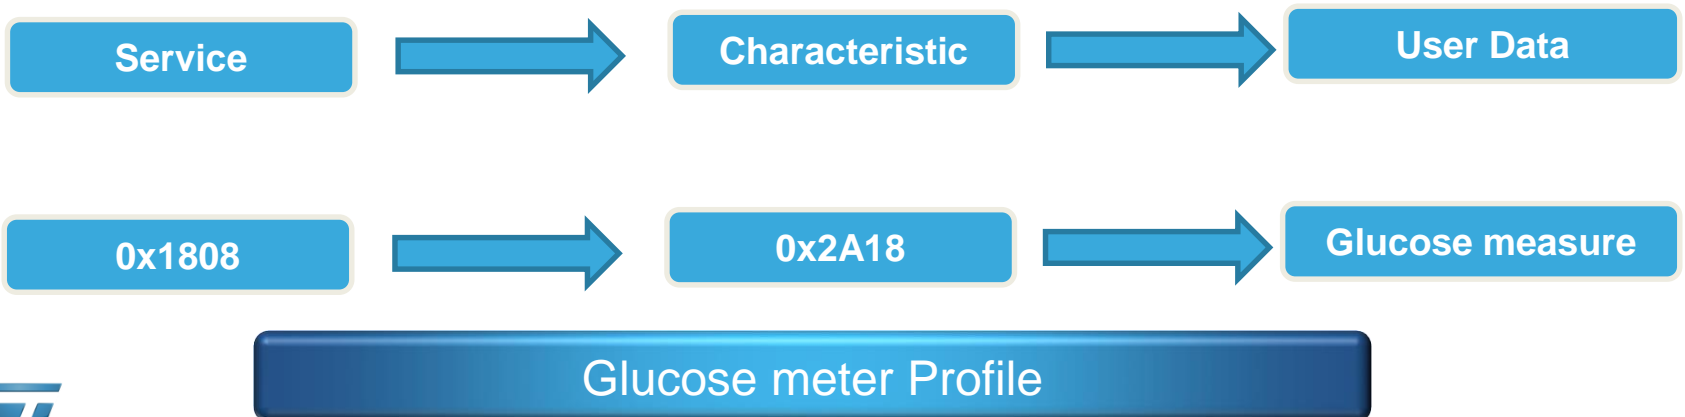 Service
Characteristic
User Data
0x1808
0x2A18
Glucose measure
Glucose meter Profile